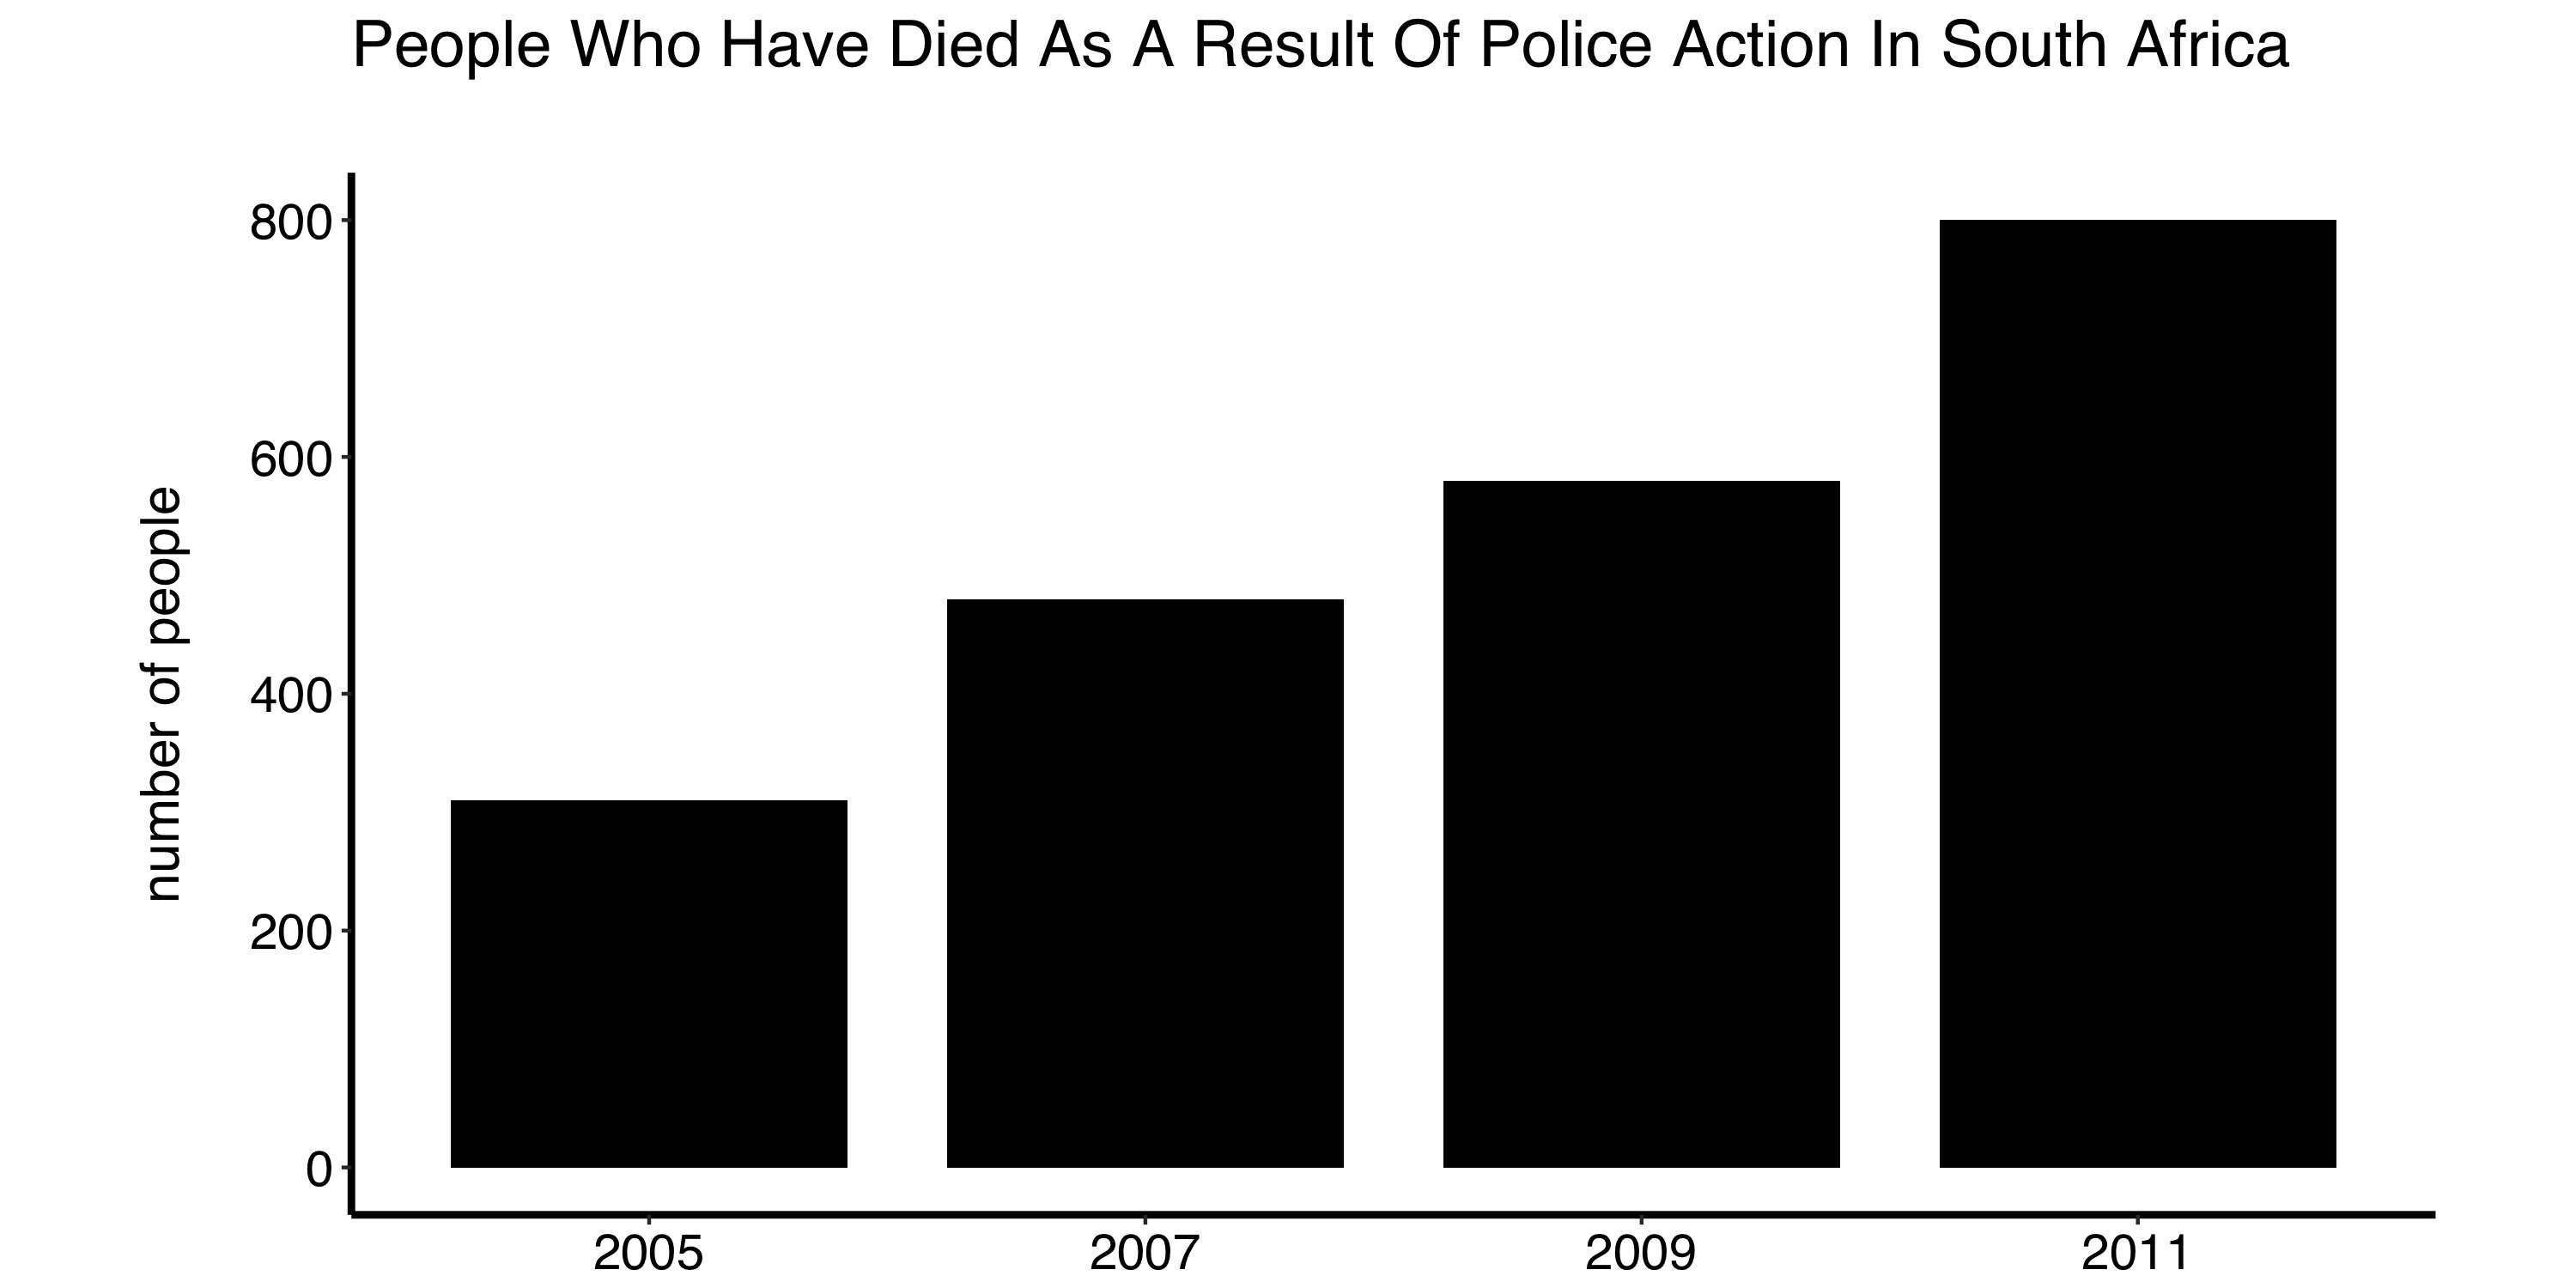 People Who Have Died As A Result Of Police Action In South Africa
800
600
400
200
0
number of people
2005 2007 2009 2011